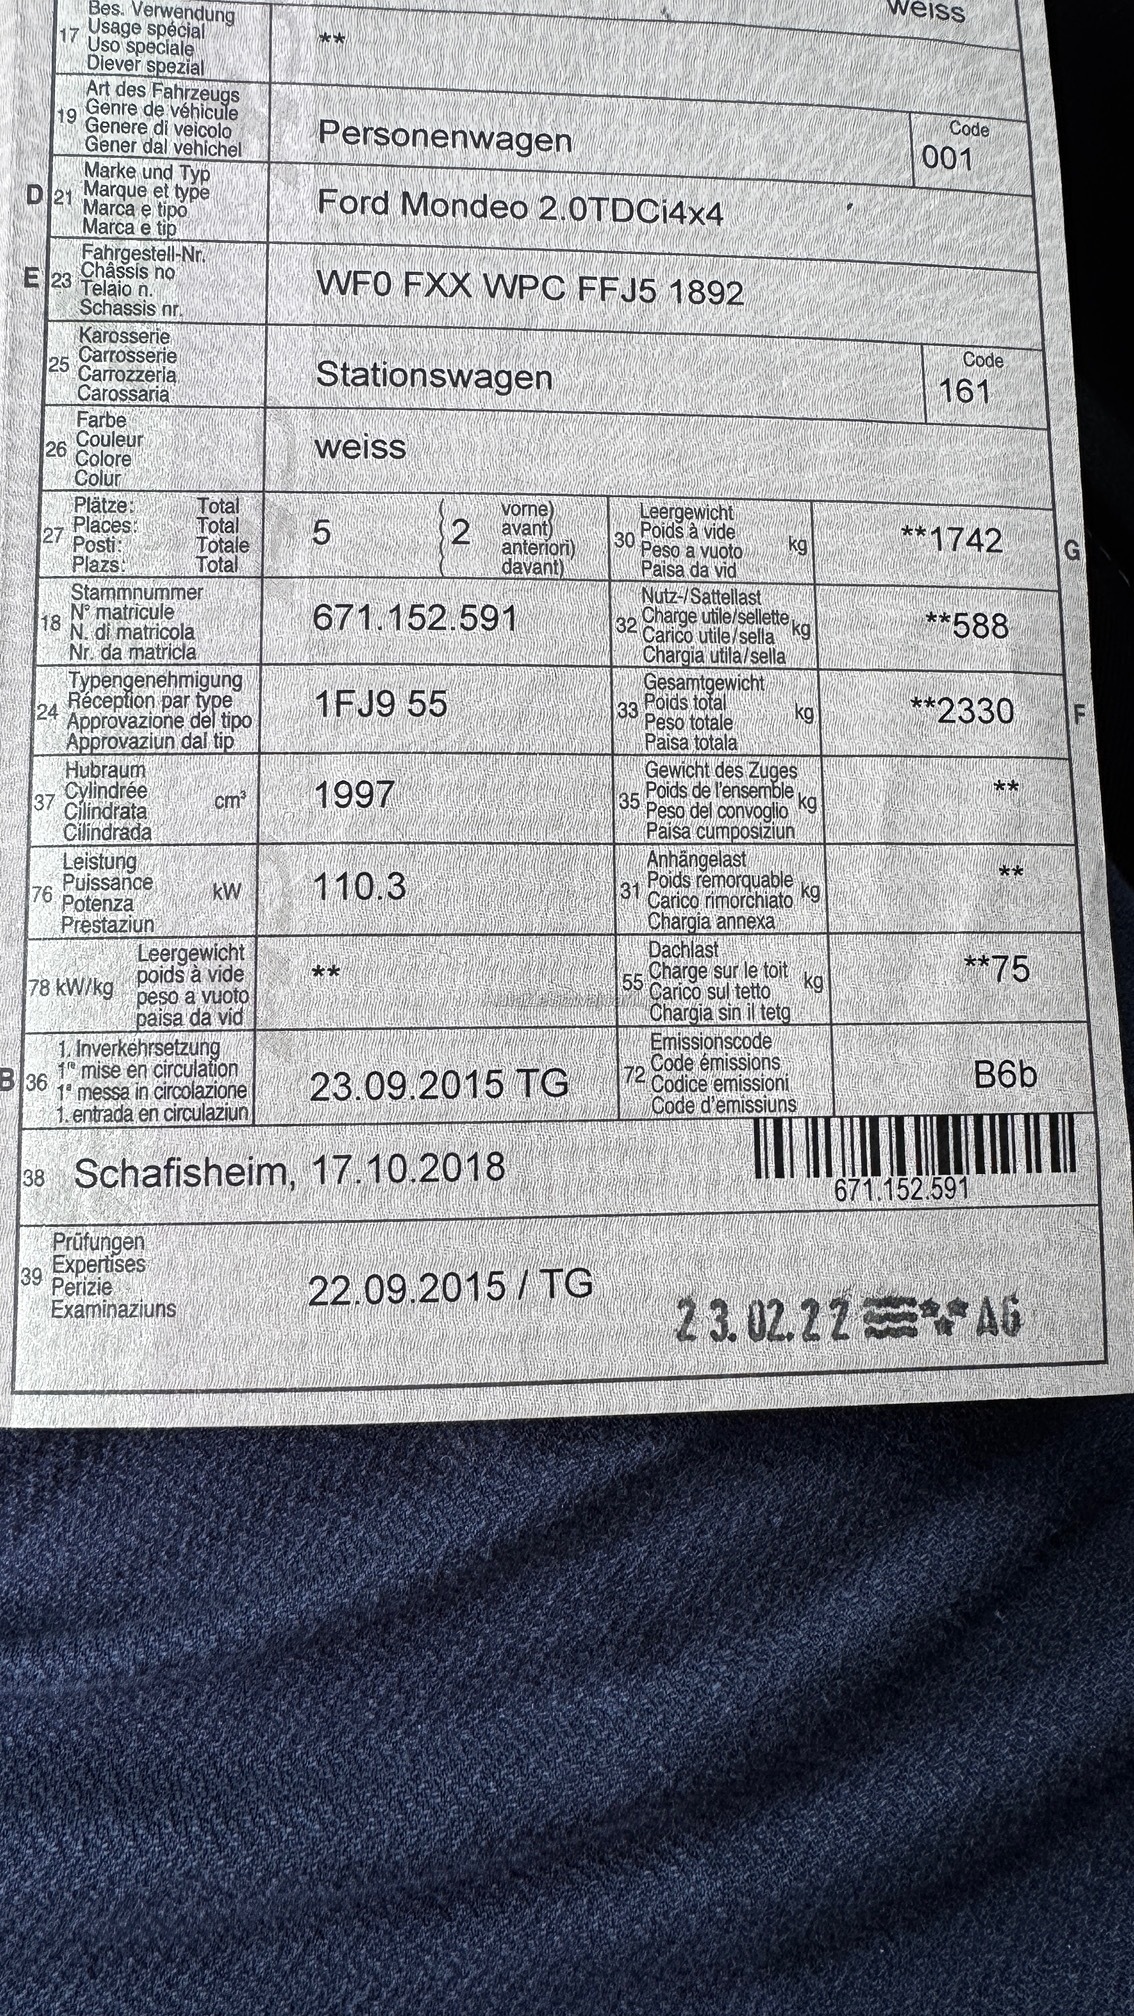 weiss
17 Bes. Verwendung
Usage spécial
Uso speciale
Diever spezial
**
19 Art des Fahrzeugs
Genre de véhicule
Genere di veicolo
Gener dal vehichel
Personenwagen
Code
001
D 21 Marke und Typ
Marque et type
Marca e tipo
Marca e tip
Ford Mondeo 2.0TDCi4x4
E 23 Fahrgestell-Nr.
Châssis no
Telaio n.
Schassis nr.
WF0 FXX WPC FFJ5 1892
25 Karosserie
Carrosserie
Carrozzeria
Carossaria
Stationswagen
Code
161
26 Farbe
Couleur
Colore
Colur
weiss
27 Plätze: Total
Places: Total
Posti: Totale
Plazs: Total
5
2
vorne)
avant)
anteriori)
davant)
30 Leergewicht
Poids à vide
Peso a vuoto
Paisa da vid
kg
**1742
G
18 Stammnummer
N° matricule
N. di matricola
Nr. da matricla
671.152.591
32 Nutz-/Sattellast
Charge utile/sellette
Carico utile/sella
Chargia utila/sella
kg
**588
24 Typengenehmigung
Réception par type
Approvazione del tipo
Approvaziun dal tip
1FJ9 55
33 Gesamtgewicht
Poids total
Peso totale
Paisa totala
kg
**2330
F
37 Hubraum
Cylindrée
Cilindrata
Cilindrada
cm³
1997
35 Gewicht des Zuges
Poids de l'ensemble
Peso del convoglio
Paisa cumposiziun
kg
**
76 Leistung
Puissance
Potenza
Prestaziun
kW
110.3
31 Anhängelast
Poids remorquable
Carico rimorchiato
Chargia annexa
kg
**
78 kW/kg
Leergewicht
poids à vide
peso a vuoto
paisa da vid
**
55 Dachlast
Charge sur le toit
Carico sul tetto
Chargia sin il tetg
kg
**75
B 36 1. Inverkehrsetzung
1re mise en circulation
1a messa in circolazione
1. entrada en circulaziun
23.09.2015 TG
72 Emissionscode
Code émissions
Codice emissioni
Code d'emissiuns
B6b
38 Schafisheim, 17.10.2018
671.152.591
39 Prüfungen
Expertises
Perizie
Examinaziuns
22.09.2015 / TG
23.02.22 AG